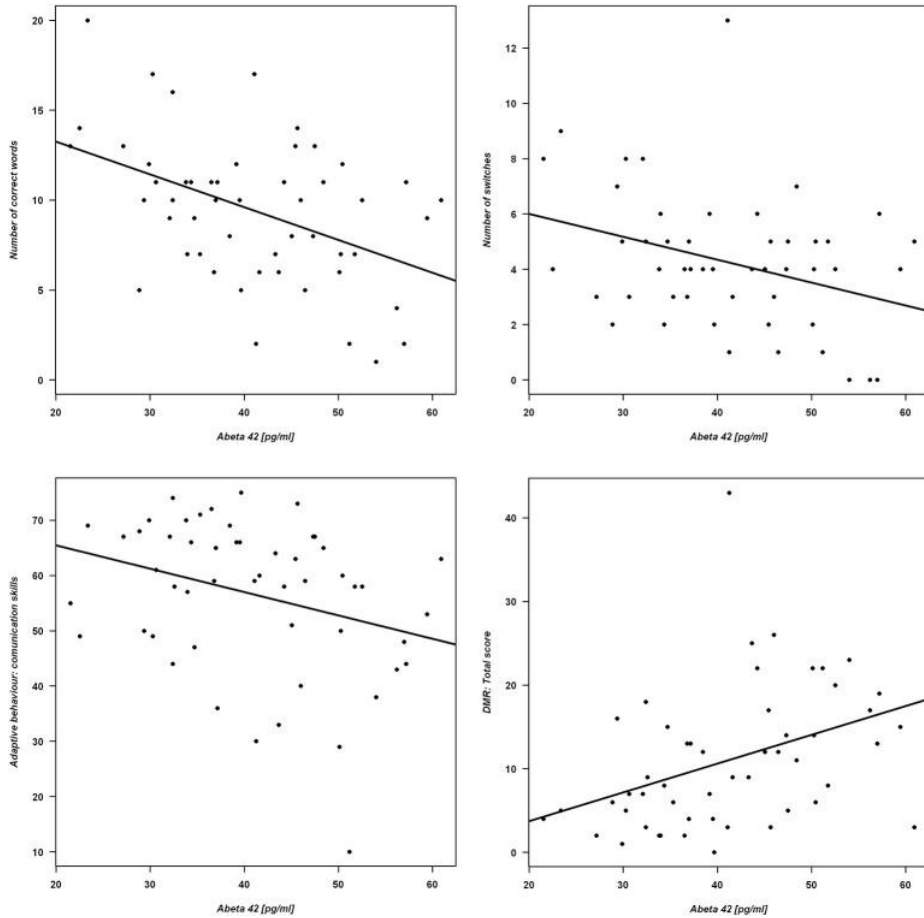 20
15
10
5
0
Number of correct words
20 30 40 50 60
Abeta 42 [pg/ml]
12
10
8
6
4
2
0
Number of switches
20 30 40 50 60
Abeta 42 [pg/ml]
70
60
50
40
30
20
10
Adaptive behaviour: comunication skills
20 30 40 50 60
Abeta 42 [pg/ml]
40
30
20
10
0
DMR: Total score
20 30 40 50 60
Abeta 42 [pg/ml]